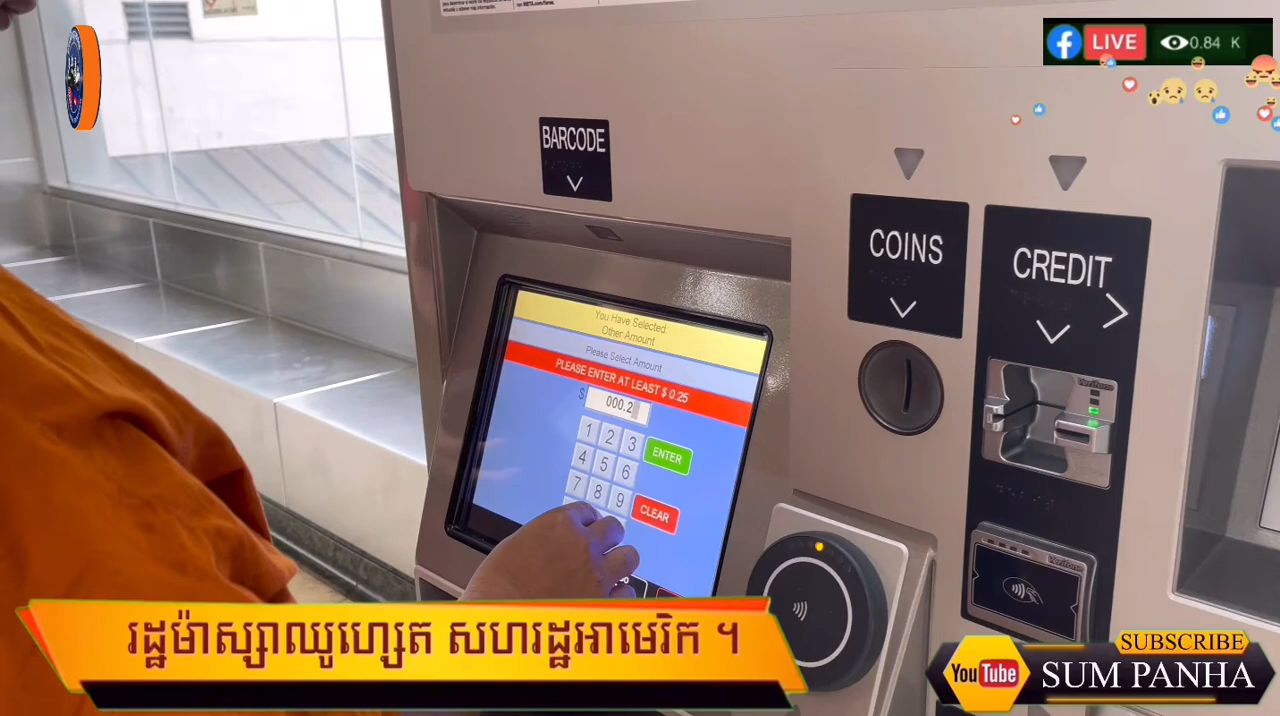 LIVE 0.84 K
BARCODE
COINS
CREDIT
You Have Selected:
Other Amount
Please Select Amount
PLEASE ENTER AT LEAST $ 0.25
$ 000.2
1 2 3 ENTER
4 5 6
7 8 9 CLEAR
រដ្ឋម៉ាស្សាឈូហ្សេត សហរដ្ឋអាមេរិក ។
SUBSCRIBE
YouTube SUM PANHA